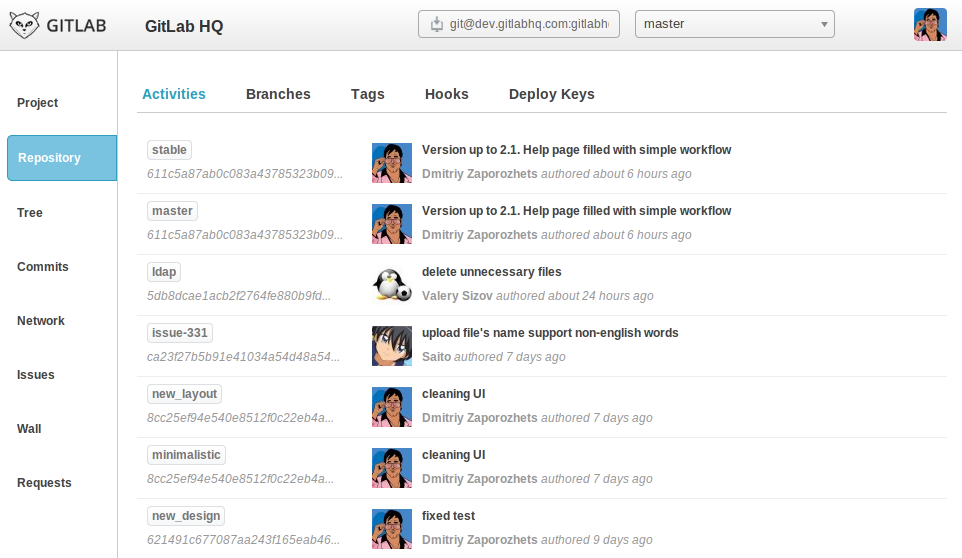 GITLAB
GitLab HQ
git@dev.gitlabhq.com:gitlabh
master
Project
Repository
Tree
Commits
Network
Issues
Wall
Requests
Activities Branches Tags Hooks Deploy Keys
stable
Version up to 2.1. Help page filled with simple workflow
611c5a87ab0c083a43785323b09...
Dmitriy Zaporozhets authored about 6 hours ago
master
Version up to 2.1. Help page filled with simple workflow
611c5a87ab0c083a43785323b09...
Dmitriy Zaporozhets authored about 6 hours ago
ldap
delete unnecessary files
5db8dcae1acb2f2764fe880b9fd...
Valery Sizov authored about 24 hours ago
issue-331
upload file's name support non-english words
ca23f27b5b91e41034a54d48a54...
Saito authored 7 days ago
new_layout
cleaning UI
8cc25ef94e540e8512f0c22eb4a...
Dmitriy Zaporozhets authored 7 days ago
minimalistic
cleaning UI
8cc25ef94e540e8512f0c22eb4a...
Dmitriy Zaporozhets authored 7 days ago
new_design
fixed test
621491c677087aa243f165eab46...
Dmitriy Zaporozhets authored 9 days ago